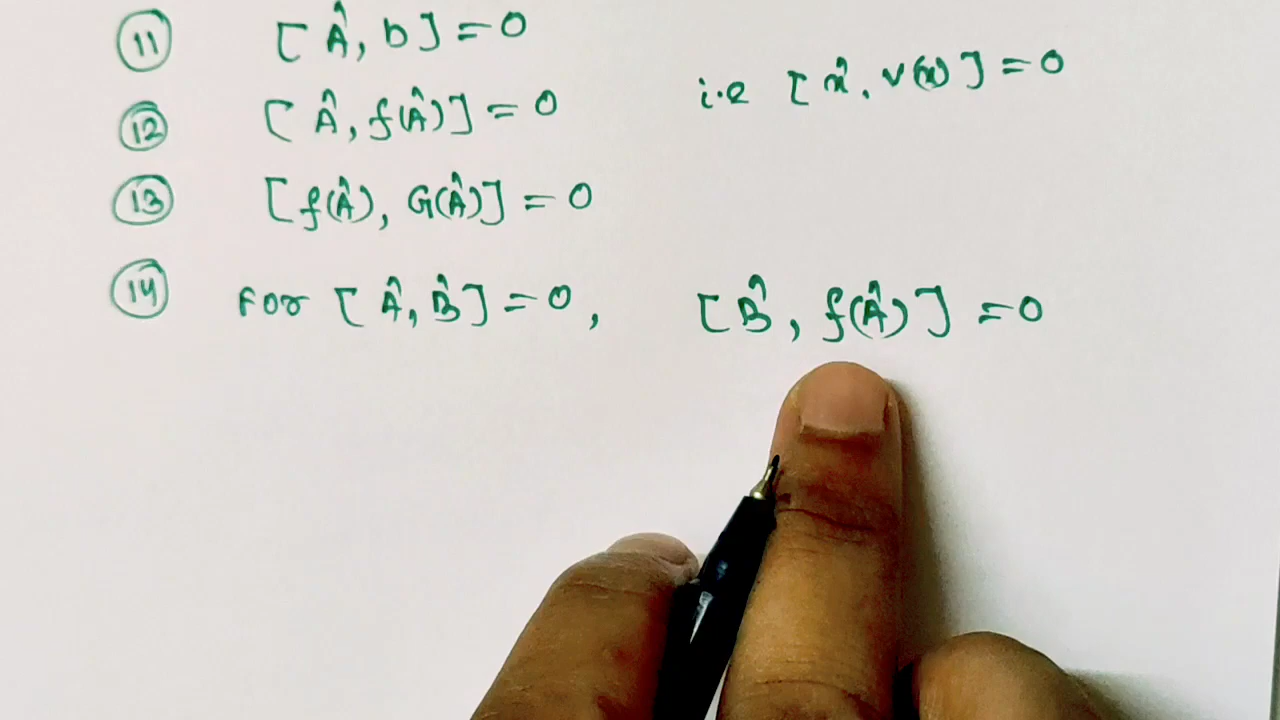 11 [Â, b] = 0
12 [Â, f(Â)] = 0 i.e [x̂, v(x)] = 0
13 [f(Â), G(Â)] = 0
14 For [Â, B̂] = 0, [B̂, f(Â)] = 0